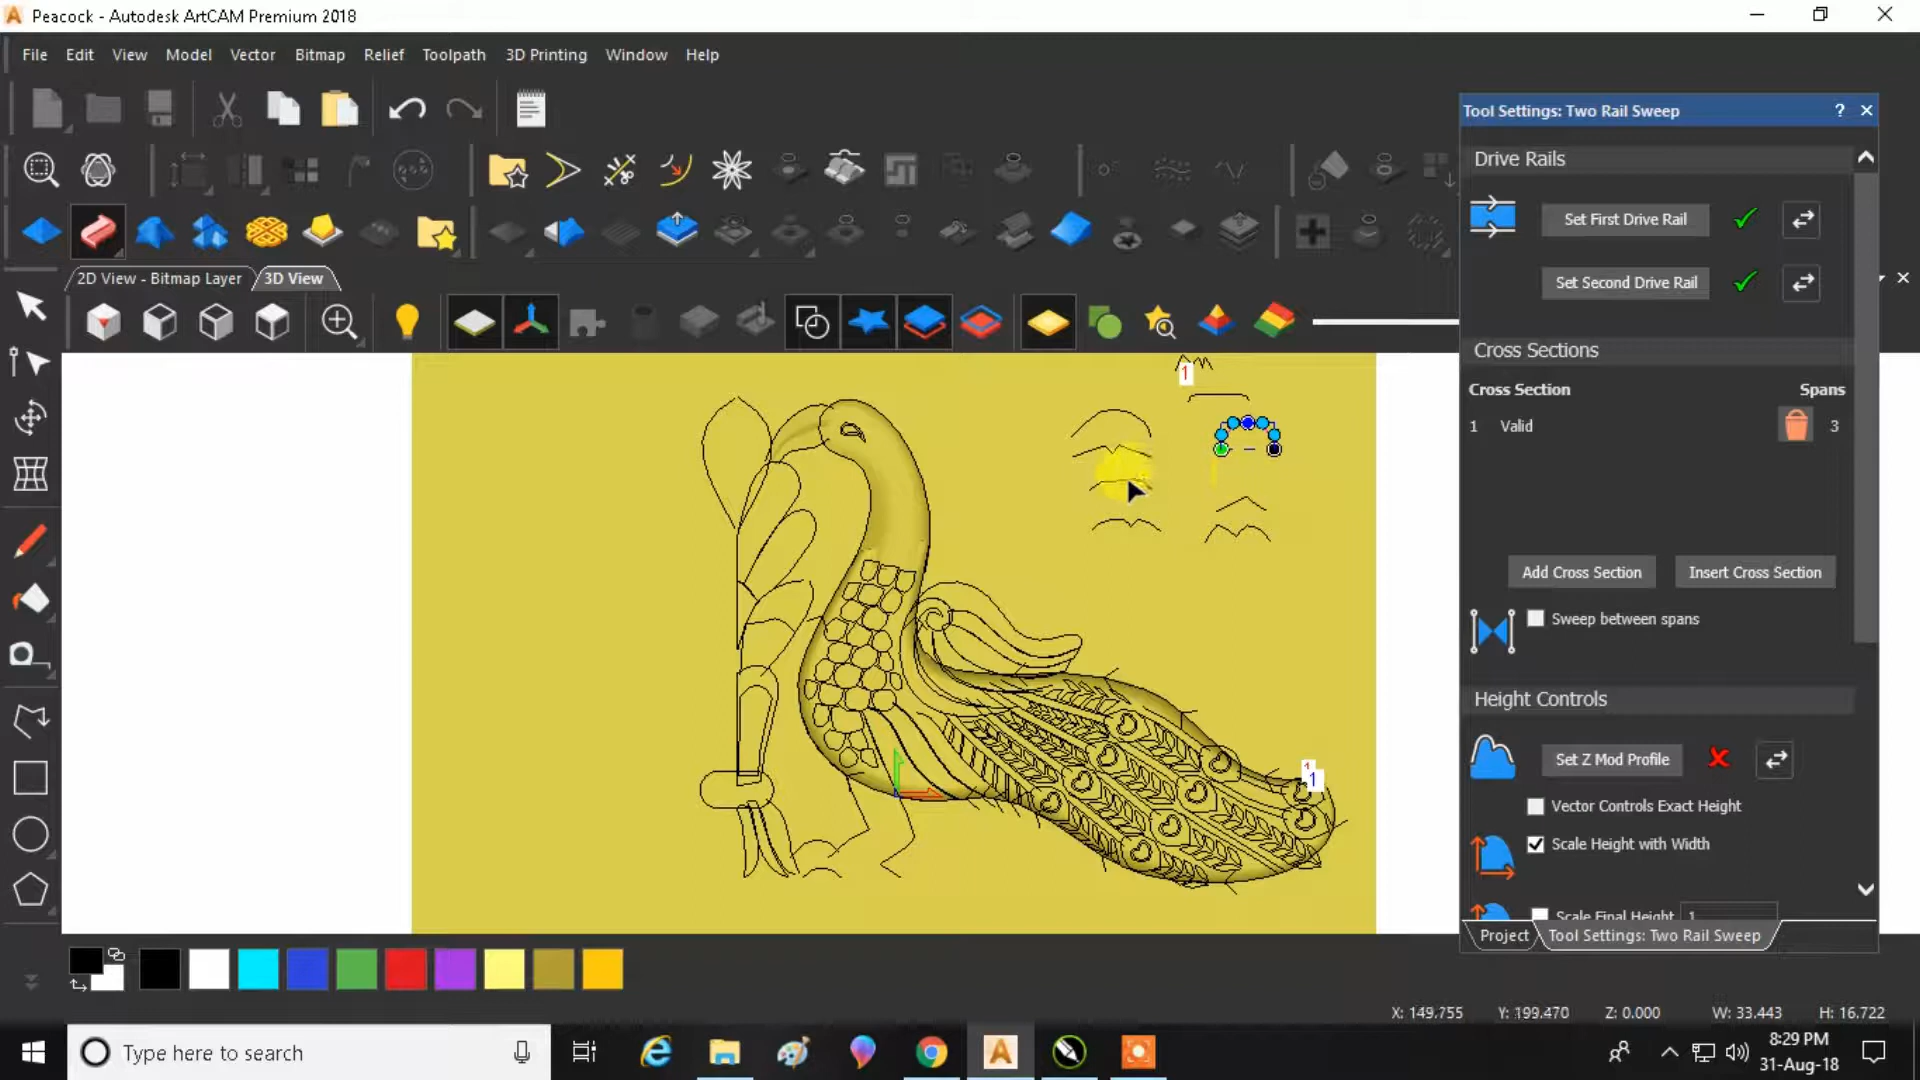 Peacock - Autodesk ArtCAM Premium 2018
File Edit View Model Vector Bitmap Relief Toolpath 3D Printing Window Help
Tool Settings: Two Rail Sweep ?
Drive Rails
Set First Drive Rail
Set Second Drive Rail
2D View - Bitmap Layer 3D View
Cross Sections
Cross Section Spans
1 Valid 3
1
Add Cross Section Insert Cross Section
Sweep between spans
Height Controls
Set Z Mod Profile
1
1
Vector Controls Exact Height
Scale Height with Width
Scale Final Height 1
Project Tool Settings: Two Rail Sweep
X: 149.755 Y: 199.470 Z: 0.000 W: 33.443 H: 16.722
Type here to search
8:29 PM
31-Aug-18